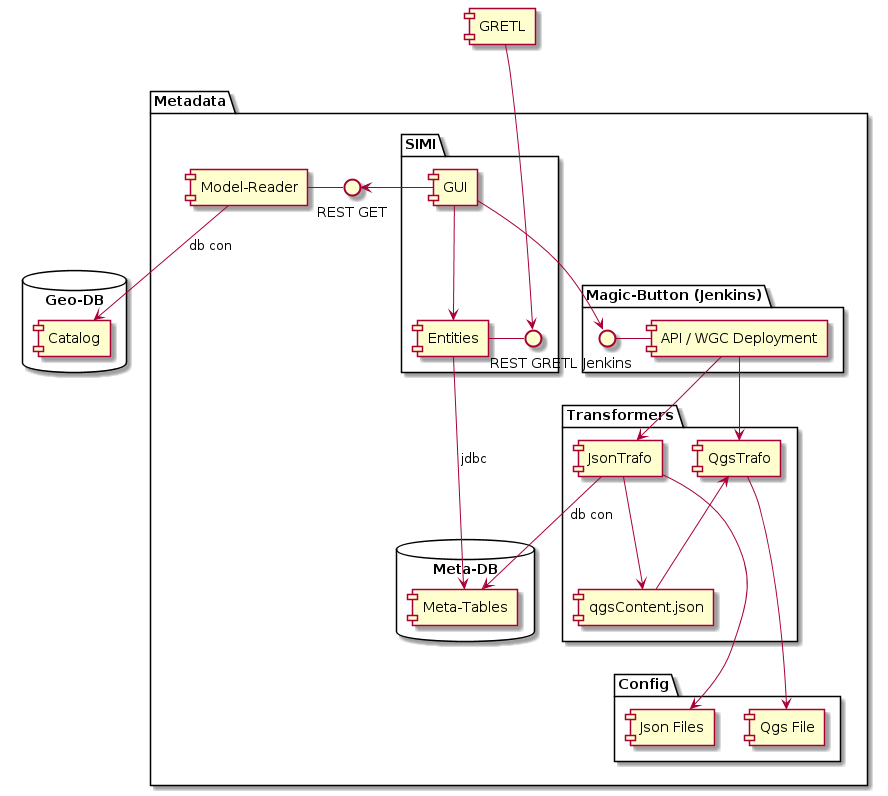 GRETL
Metadata
SIMI
Model-Reader
GUI
REST GET
db con
Geo-DB
Magic-Button (Jenkins)
Catalog
Entities
API / WGC Deployment
REST GRETL
Jenkins
Transformers
JsonTrafo
QgsTrafo
jdbc
db con
Meta-DB
Meta-Tables
qgsContent.json
Config
Json Files
Qgs File